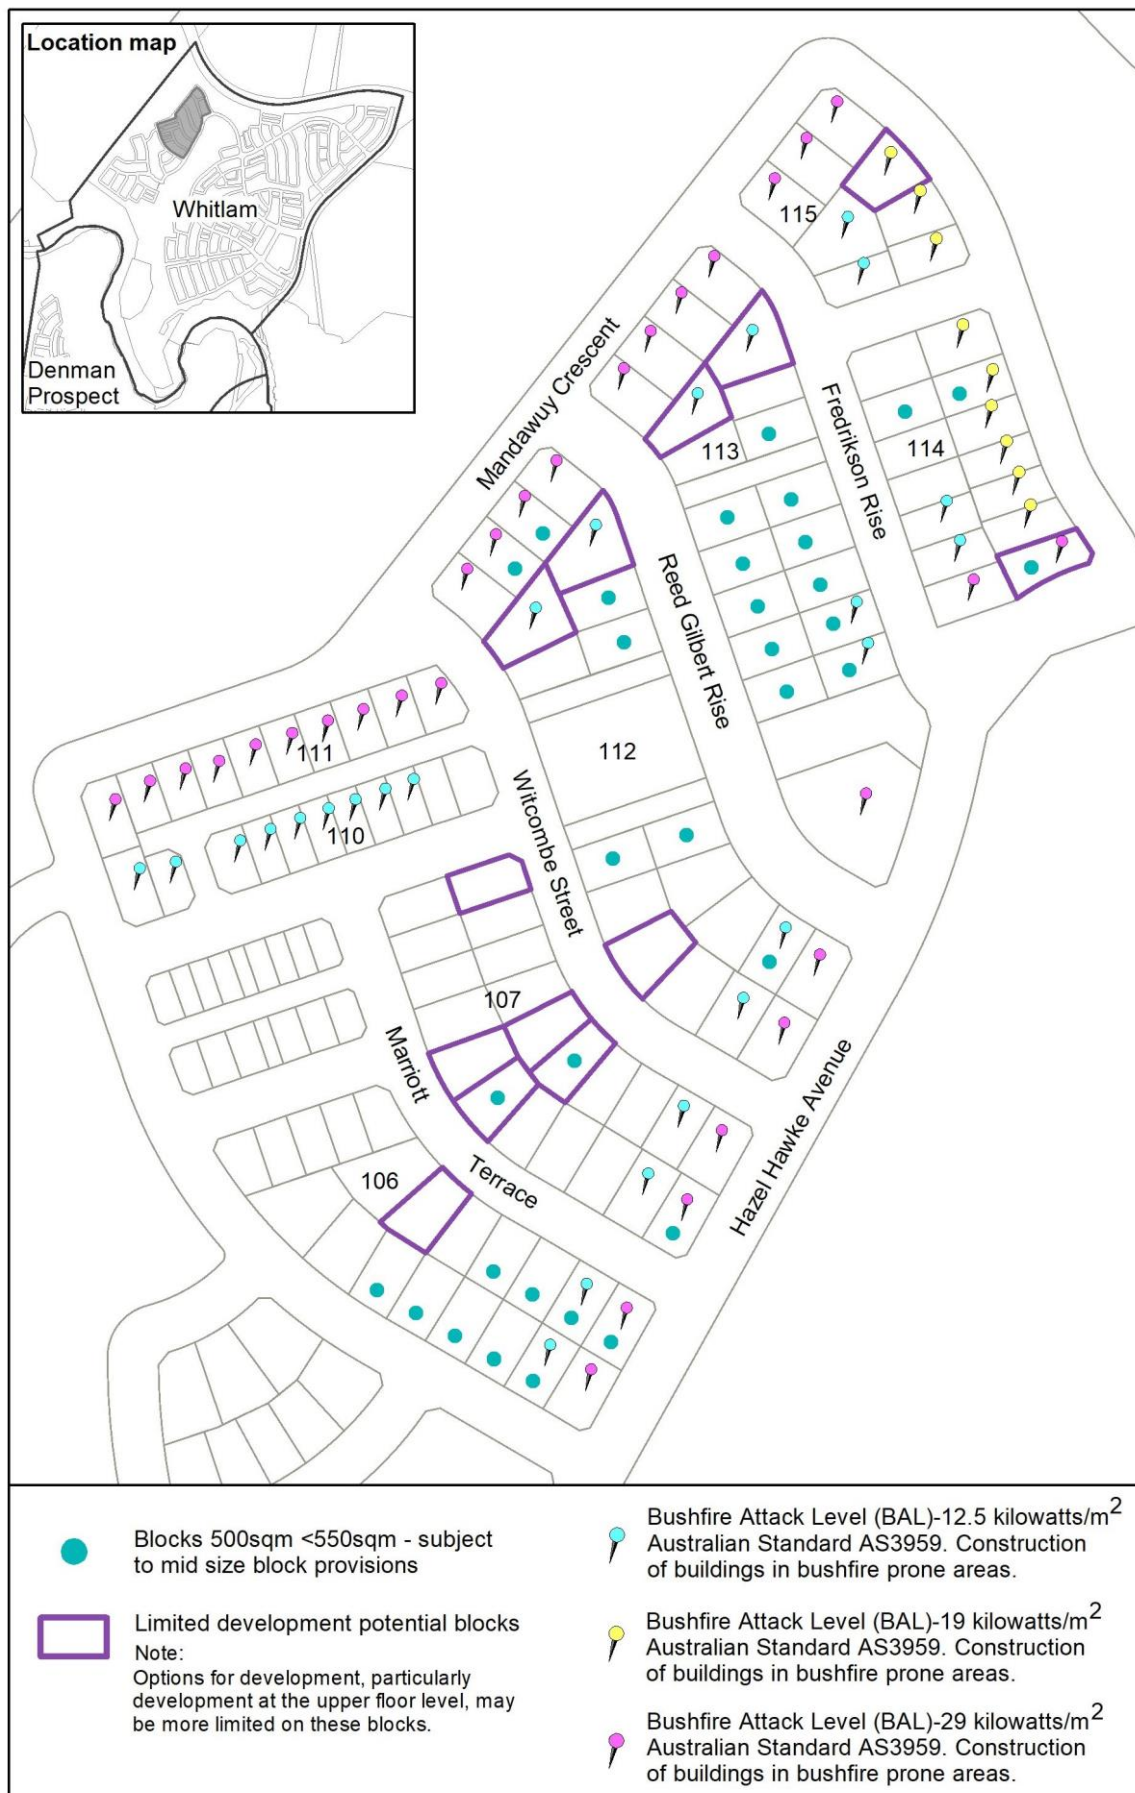 Location map
Whitlam
Denman
Prospect
115
Mandawuy Crescent
113
Fredrikson Rise
114
Reed Gilbert Rise
112
111
110
Witcombe Street
107
Marriott
Terrace
106
Hazel Hawke Avenue
Blocks 500sqm <550sqm - subject
to mid size block provisions
Limited development potential blocks
Note:
Options for development, particularly
development at the upper floor level, may
be more limited on these blocks.
Bushfire Attack Level (BAL)-12.5 kilowatts/m²
Australian Standard AS3959. Construction
of buildings in bushfire prone areas.
Bushfire Attack Level (BAL)-19 kilowatts/m²
Australian Standard AS3959. Construction
of buildings in bushfire prone areas.
Bushfire Attack Level (BAL)-29 kilowatts/m²
Australian Standard AS3959. Construction
of buildings in bushfire prone areas.